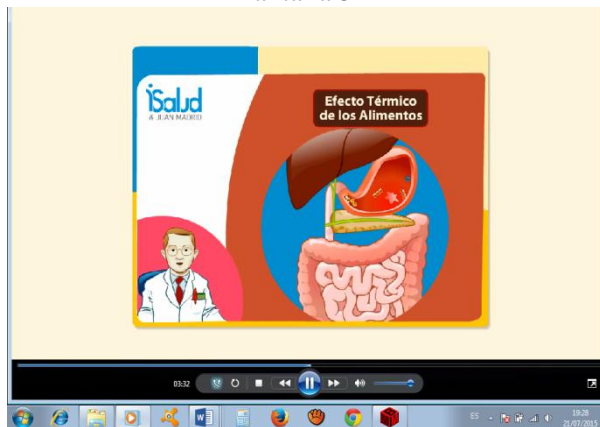 iSalud
& JUAN MADRID
Efecto Térmico
de los Alimentos
03:32
ES
19:28
21/07/2015